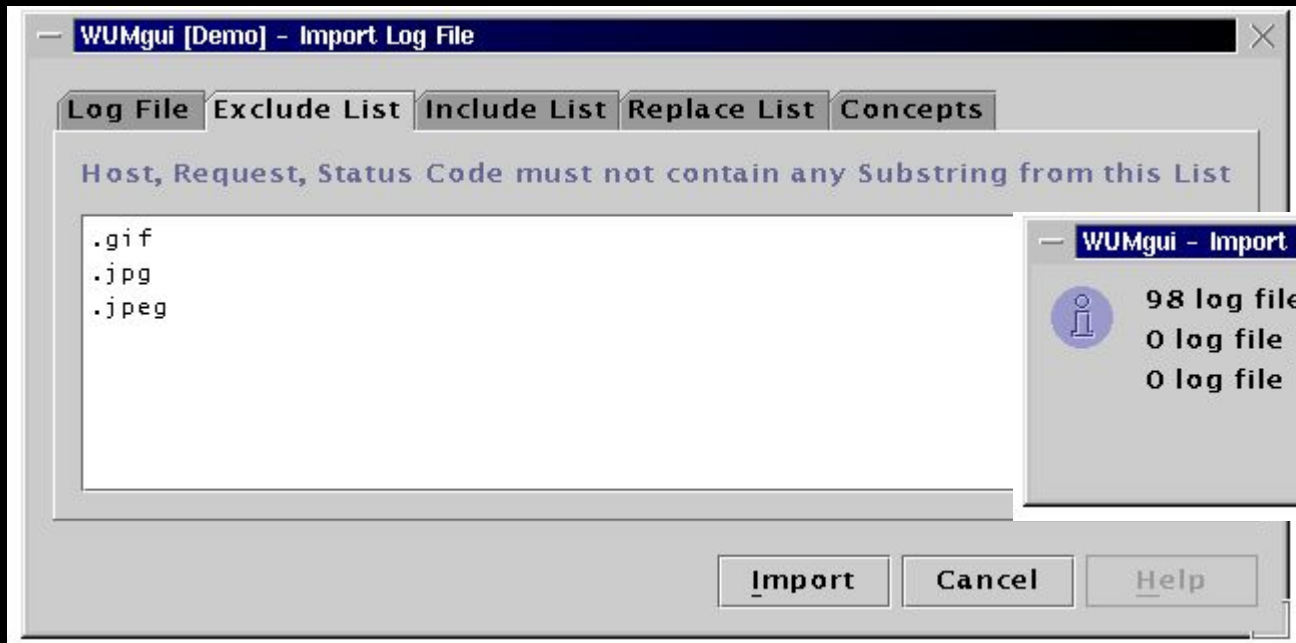 WUMgui [Demo] - Import Log File
Log File Exclude List Include List Replace List Concepts
Host, Request, Status Code must not contain any Substring from this List
.gif
.jpg
.jpeg
WUMgui - Import
98 log file
0 log file
0 log file
Import Cancel Help